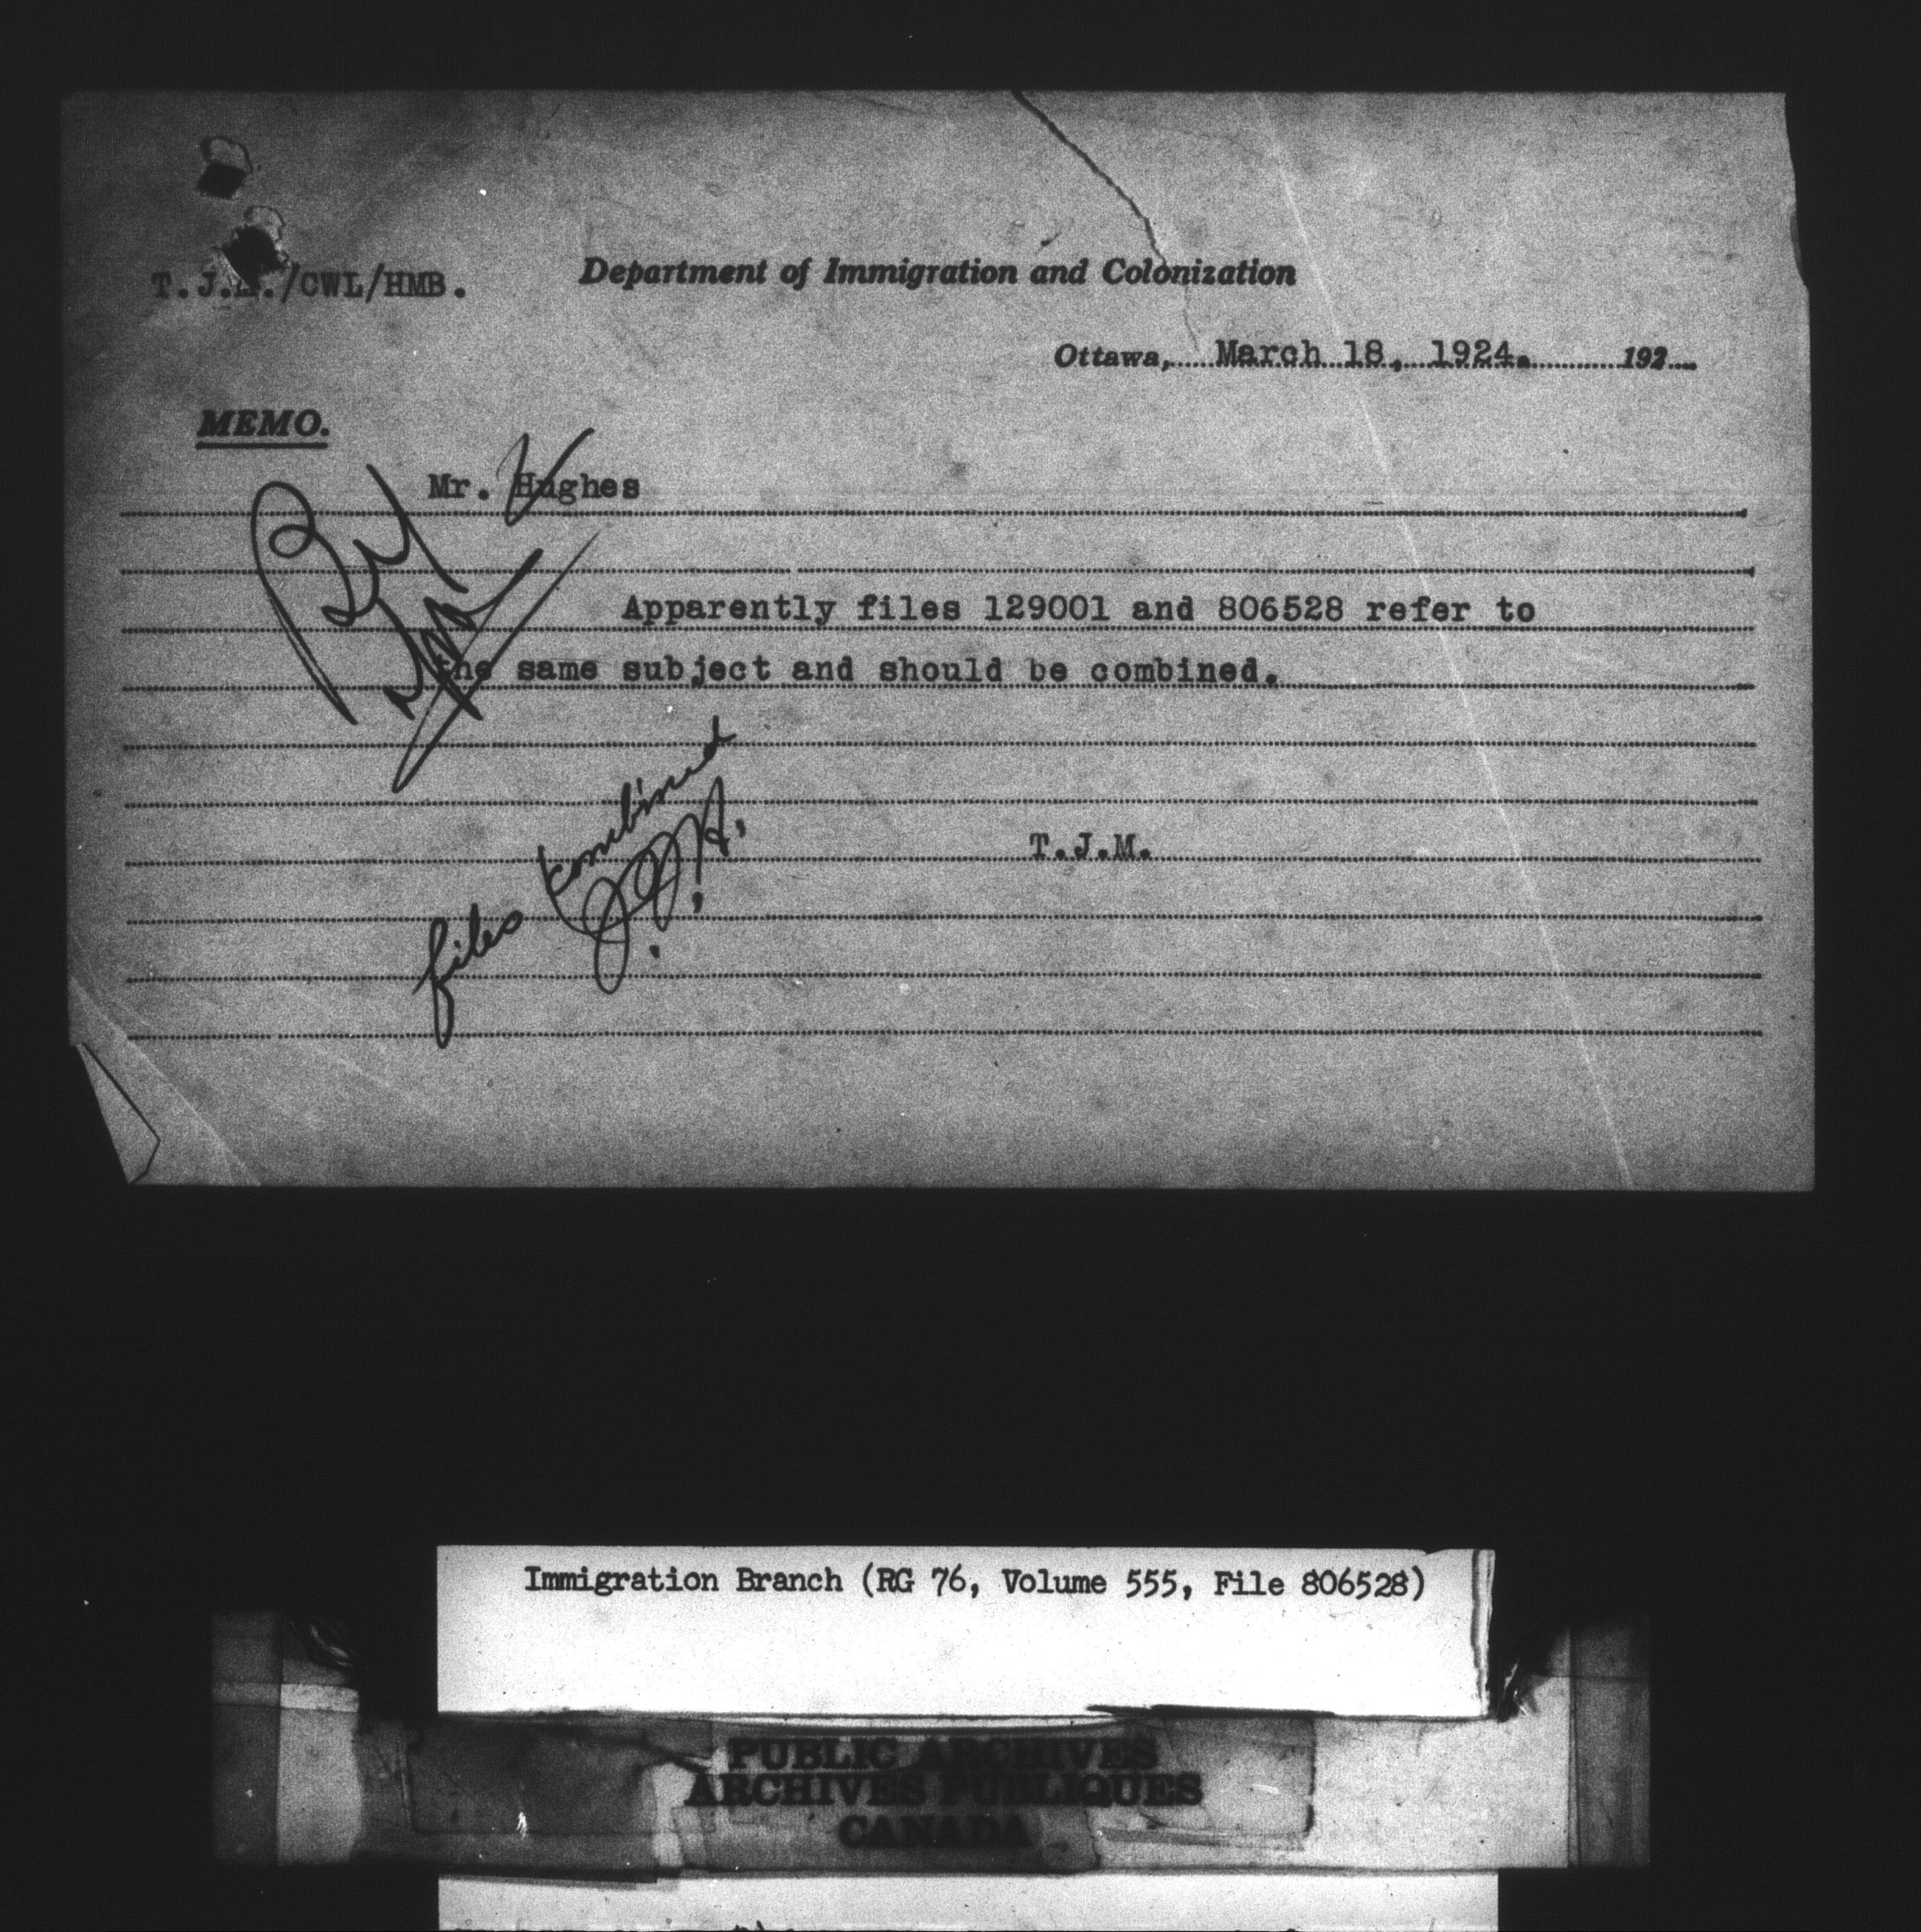 T.J.M./CWL/HMB.
Department of Immigration and Colonization
Ottawa, March 18, 1924. 192
MEMO.
Mr. Hughes
Apparently files 129001 and 806528 refer to
the same subject and should be combined.
T.J.M.
files combined
J.J.H.
Immigration Branch (RG 76, Volume 555, File 806528)
PUBLIC ARCHIVES
ARCHIVES PUBLIQUES
CANADA